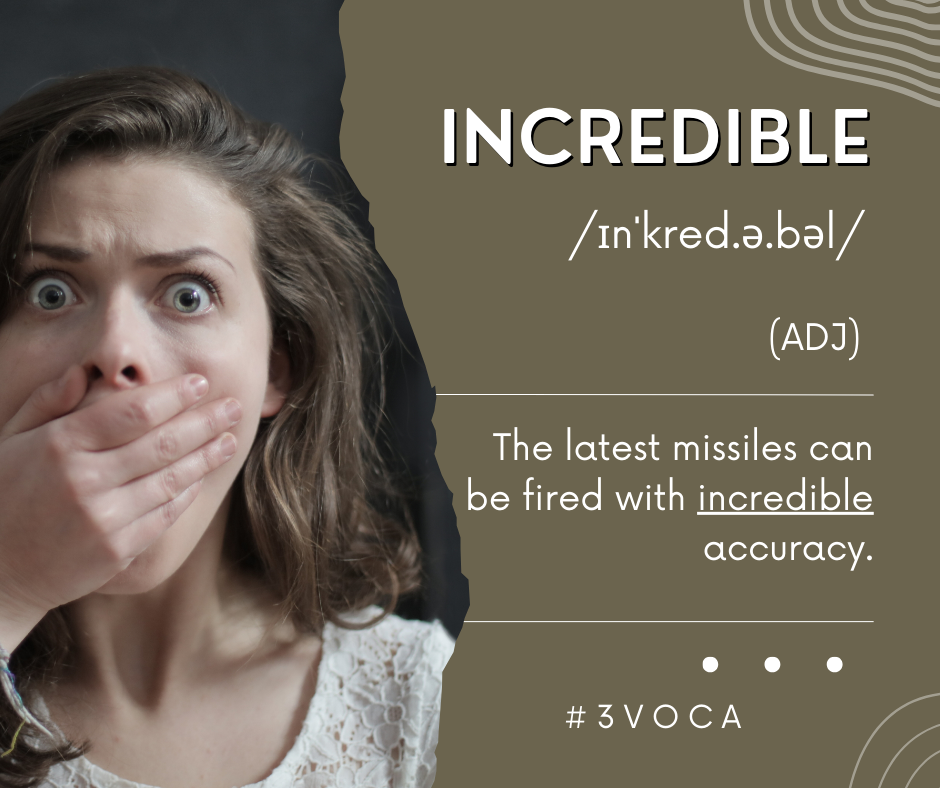 INCREDIBLE
/ɪnˈkred.ə.bəl/
(ADJ)
The latest missiles can
be fired with incredible
accuracy.
#3VOCA